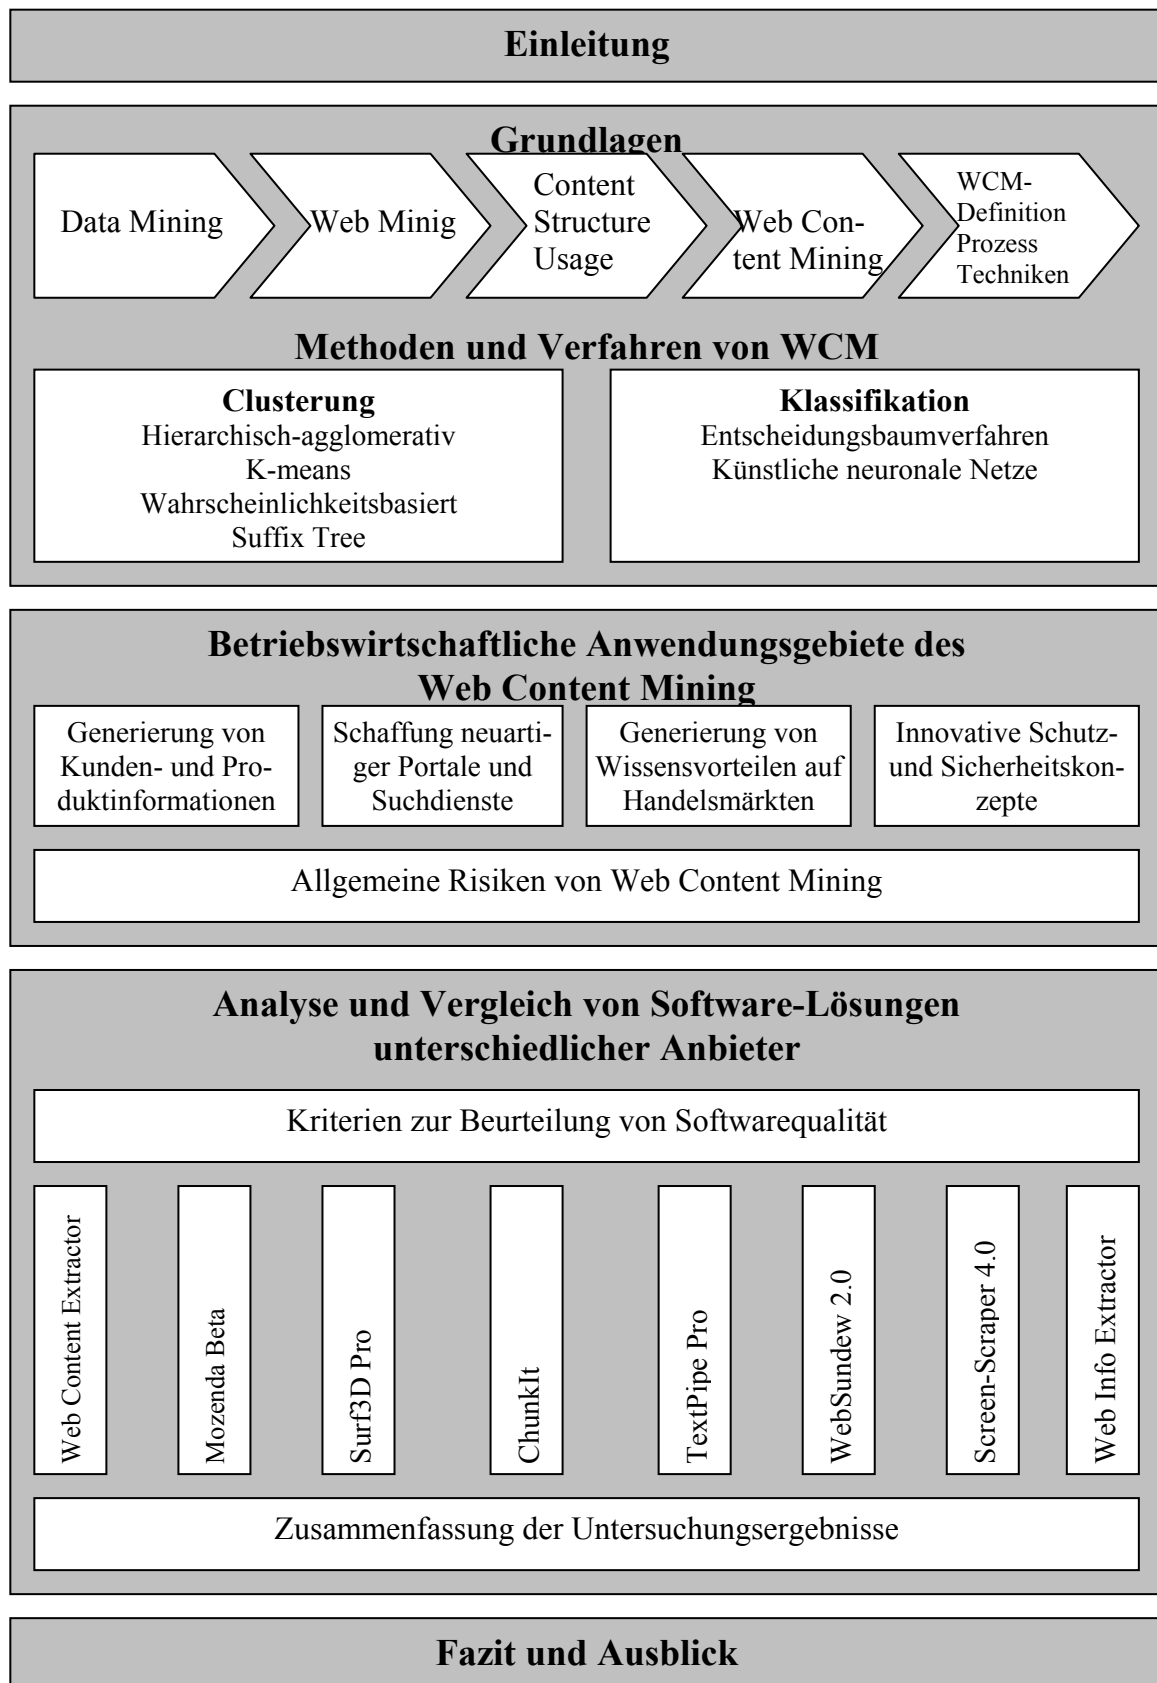 Einleitung
Grundlagen
Data Mining
Web Minig
Content
Structure
Usage
Web Con-
tent Mining
WCM-
Definition
Prozess
Techniken
Methoden und Verfahren von WCM
Clusterung
Hierarchisch-agglomerativ
K-means
Wahrscheinlichkeitsbasiert
Suffix Tree
Klassifikation
Entscheidungsbaumverfahren
Künstliche neuronale Netze
Betriebswirtschaftliche Anwendungsgebiete des
Web Content Mining
Generierung von
Kunden- und Pro-
duktinformationen
Schaffung neuarti-
ger Portale und
Suchdienste
Generierung von
Wissensvorteilen auf
Handelsmärkten
Innovative Schutz-
und Sicherheitskon-
zepte
Allgemeine Risiken von Web Content Mining
Analyse und Vergleich von Software-Lösungen
unterschiedlicher Anbieter
Kriterien zur Beurteilung von Softwarequalität
Web Content Extractor
Mozenda Beta
Surf3D Pro
ChunkIt
TextPipe Pro
WebSundew 2.0
Screen-Scraper 4.0
Web Info Extractor
Zusammenfassung der Untersuchungsergebnisse
Fazit und Ausblick